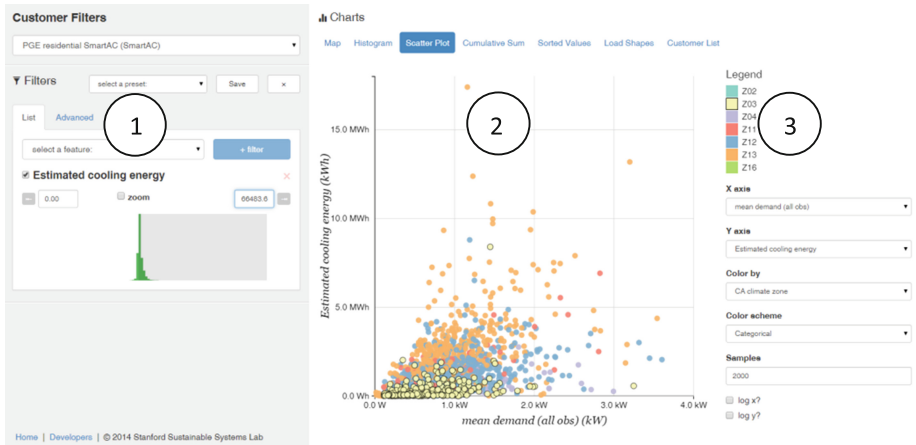 Customer Filters
PGE residential SmartAC (SmartAC)
Filters
select a preset:
Save
×
List
Advanced
1
select a feature:
+ filter
Estimated cooling energy
×
0.00
zoom
66483.6
Home | Developers | © 2014 Stanford Sustainable Systems Lab
Charts
Map
Histogram
Scatter Plot
Cumulative Sum
Sorted Values
Load Shapes
Customer List
2
Estimated cooling energy (kWh)
15.0 MWh
10.0 MWh
5.0 MWh
0.0 Wh
0.0 W
1.0 kW
2.0 kW
3.0 kW
4.0 kW
mean demand (all obs) (kW)
Legend
Z02
Z03
Z04
Z11
Z12
Z13
Z16
3
X axis
mean demand (all obs)
Y axis
Estimated cooling energy
Color by
CA climate zone
Color scheme
Categorical
Samples
2000
log x?
log y?